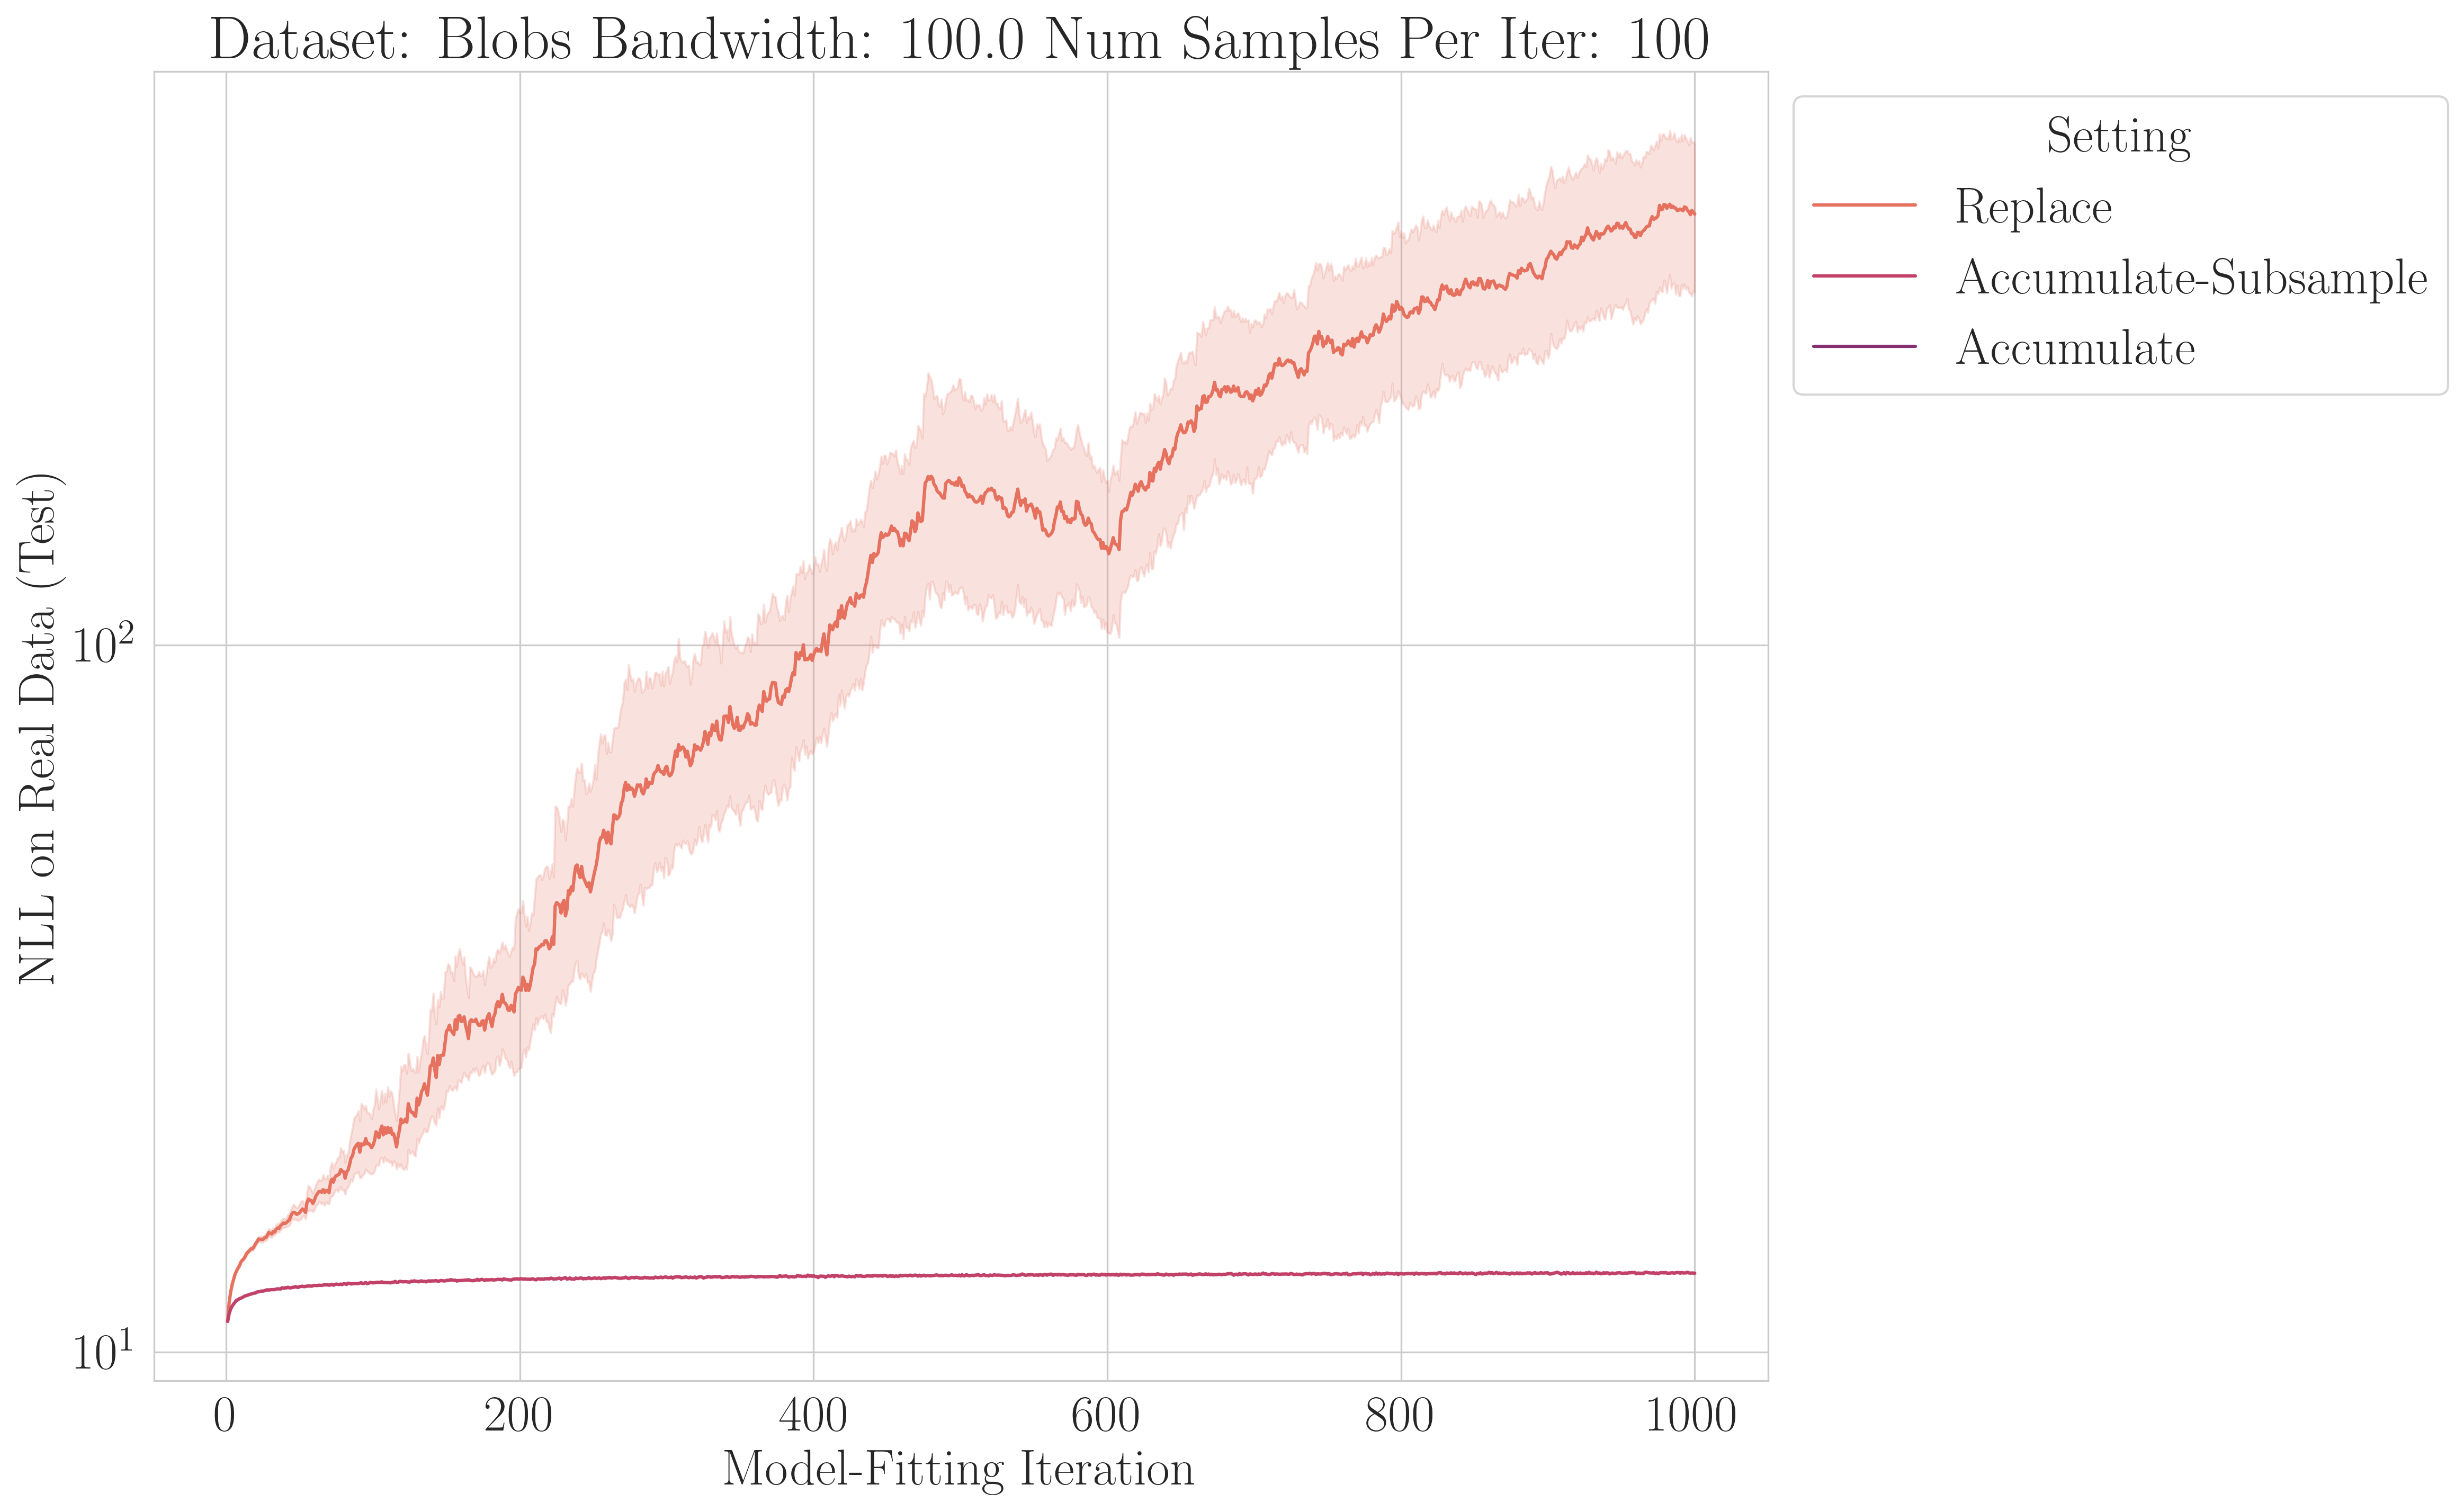 Dataset: Blobs Bandwidth: 100.0 Num Samples Per Iter: 100
Setting
Replace
Accumulate-Subsample
Accumulate
NLL on Real Data (Test)
10²
10¹
0 200 400 600 800 1000
Model-Fitting Iteration